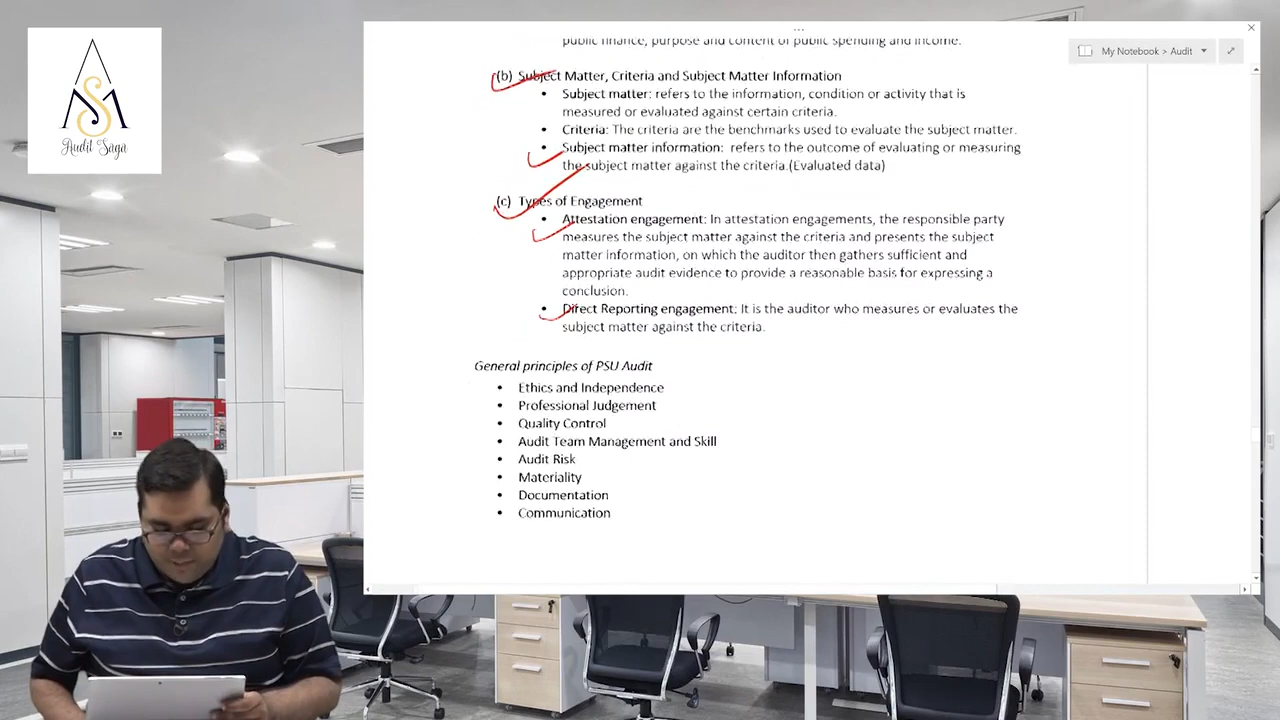 Audit Saga
My Notebook > Audit
public finance, purpose and content of public spending and income.
(b) Subject Matter, Criteria and Subject Matter Information
• Subject matter: refers to the information, condition or activity that is
measured or evaluated against certain criteria.
• Criteria: The criteria are the benchmarks used to evaluate the subject matter.
• Subject matter information: refers to the outcome of evaluating or measuring
the subject matter against the criteria.(Evaluated data)
(c) Types of Engagement
• Attestation engagement: In attestation engagements, the responsible party
measures the subject matter against the criteria and presents the subject
matter information, on which the auditor then gathers sufficient and
appropriate audit evidence to provide a reasonable basis for expressing a
conclusion.
• Direct Reporting engagement: It is the auditor who measures or evaluates the
subject matter against the criteria.
General principles of PSU Audit
• Ethics and Independence
• Professional Judgement
• Quality Control
• Audit Team Management and Skill
• Audit Risk
• Materiality
• Documentation
• Communication